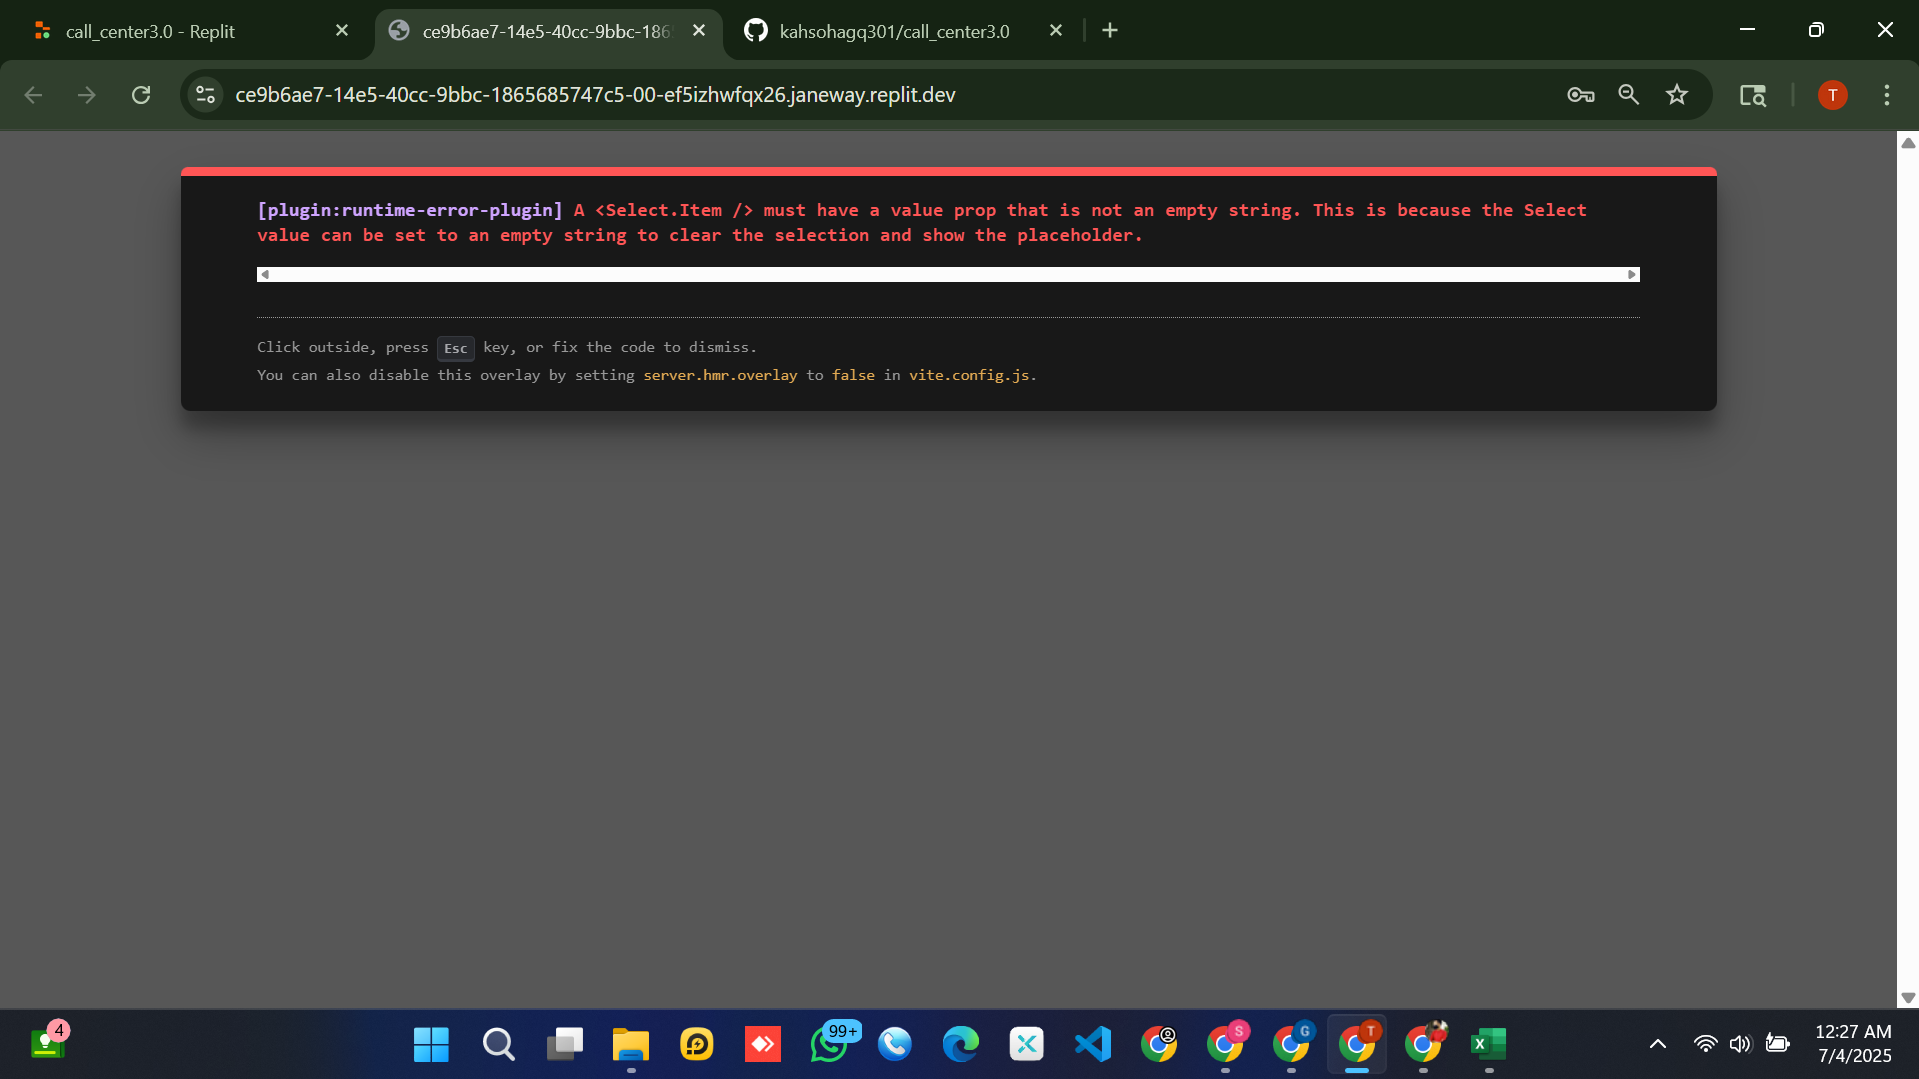 call_center3.0 - Replit
ce9b6ae7-14e5-40cc-9bbc-186
kahsohagq301/call_center3.0
ce9b6ae7-14e5-40cc-9bbc-1865685747c5-00-ef5izhwfqx26.janeway.replit.dev
T
[plugin:runtime-error-plugin] A <Select.Item /> must have a value prop that is not an empty string. This is because the Select
value can be set to an empty string to clear the selection and show the placeholder.
Click outside, press Esc key, or fix the code to dismiss.
You can also disable this overlay by setting server.hmr.overlay to false in vite.config.js.
4
99+
S
G
T
X
12:27 AM
7/4/2025